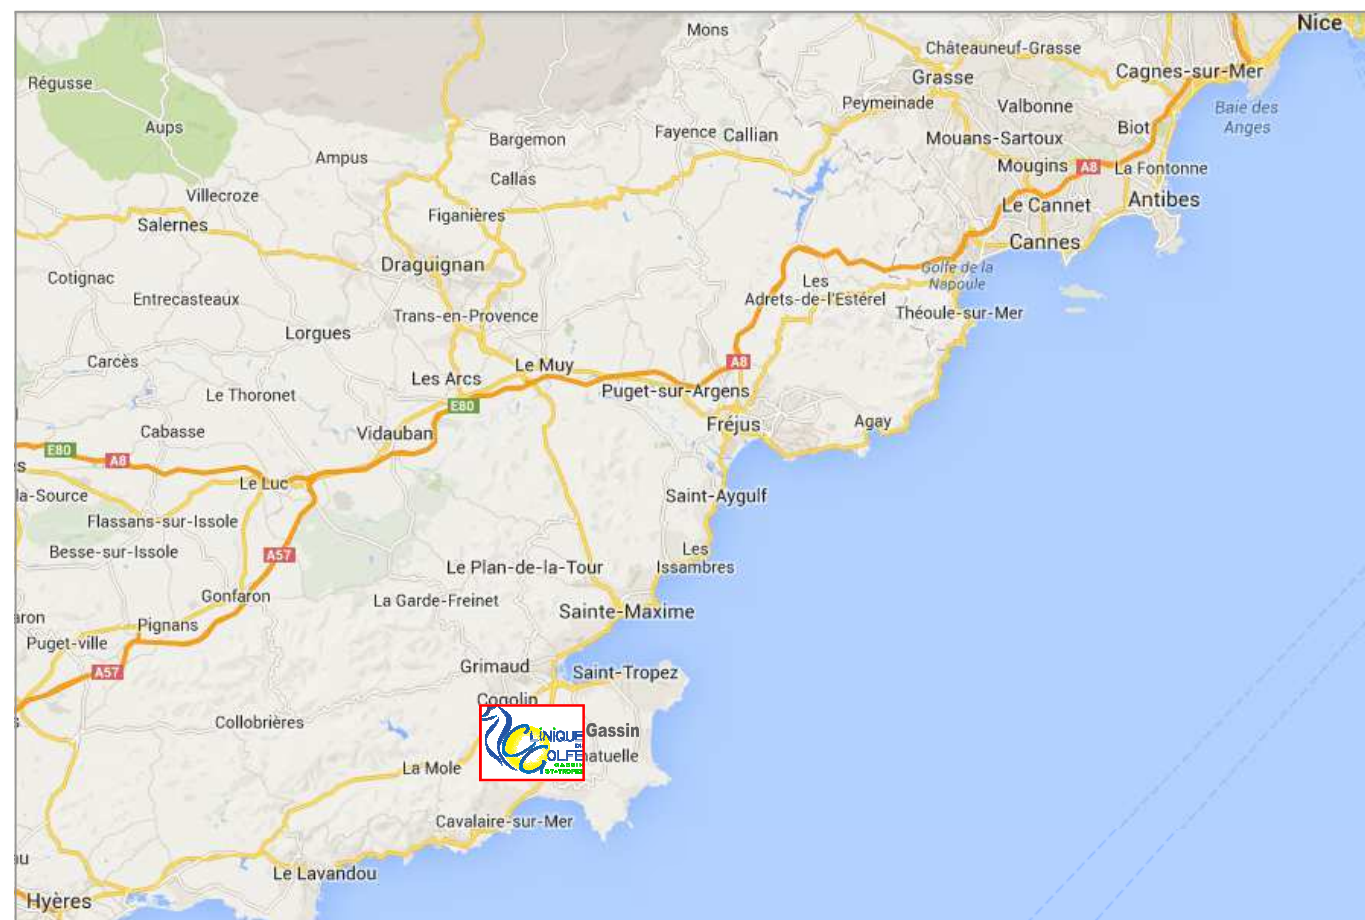 Nice
Mons
Châteauneuf-Grasse
Cagnes-sur-Mer
Grasse
Régusse
Peymeinade
Valbonne
Baie des
Anges
Aups
Bargemon
Fayence
Callian
Mouans-Sartoux
Biot
Ampus
Mougins
A8
La Fontonne
Callas
Villecroze
Le Cannet
Antibes
Figanières
Salernes
Cannes
Draguignan
Golfe de la
Napoule
Cotignac
Les
Adrets-de-l'Estérel
Entrecasteaux
Trans-en-Provence
Théoule-sur-Mer
Lorgues
Carcès
Le Muy
A8
Les Arcs
Puget-sur-Argens
Le Thoronet
E80
Fréjus
Agay
Cabasse
Vidauban
E80
A8
Le Luc
la-Source
Saint-Aygulf
Flassans-sur-Issole
Besse-sur-Issole
A57
Les
Issambres
Le Plan-de-la-Tour
Gonfaron
La Garde-Freinet
Sainte-Maxime
aron
Pignans
Puget-ville
Grimaud
Saint-Tropez
A57
Cogolin
Collobrières
CLINIQUE
DU
GOLFE
GASSIN
ST-TROPEZ
Gassin
atuelle
La Mole
Cavalaire-sur-Mer
Le Lavandou
Hyères